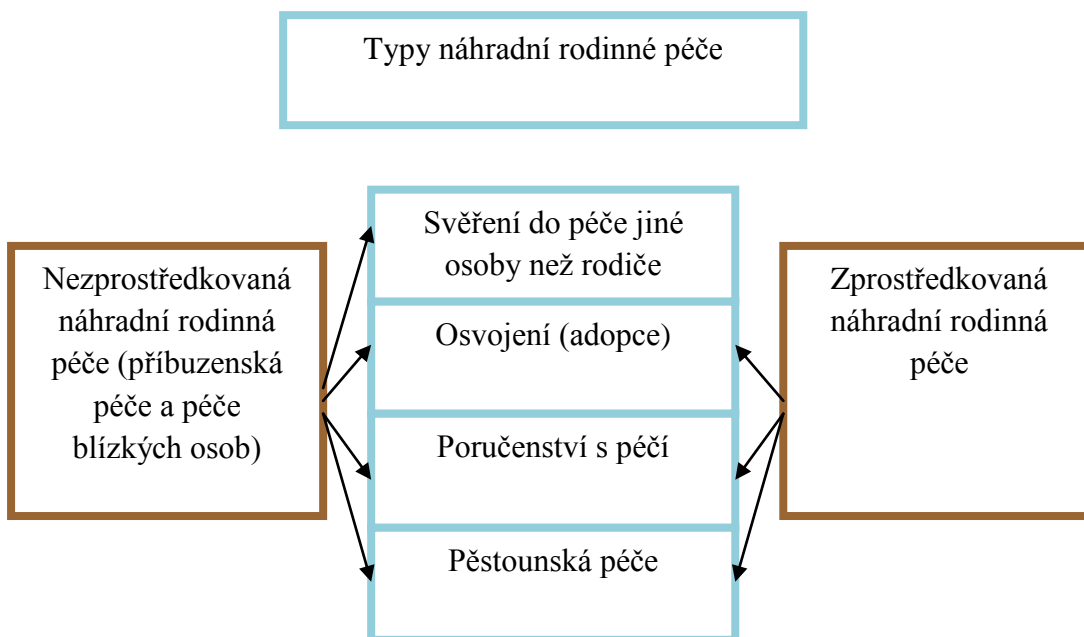 Typy náhradní rodinné péče
Nezprostředkovaná
náhradní rodinná
péče (příbuzenská
péče a péče
blízkých osob)
Svěření do péče jiné
osoby než rodiče
Osvojení (adopce)
Poručenství s péčí
Pěstounská péče
Zprostředkovaná
náhradní rodinná
péče